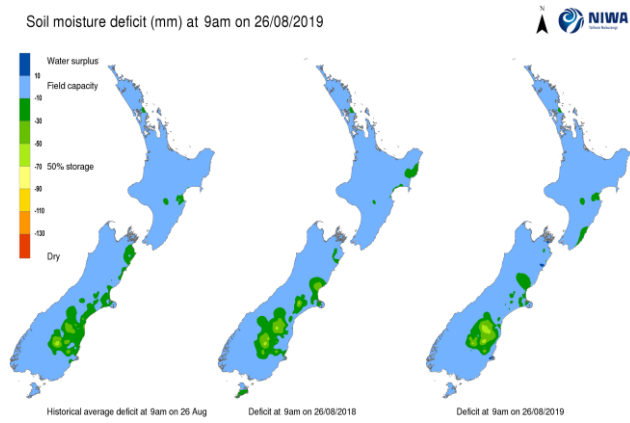 Soil moisture deficit (mm) at 9am on 26/08/2019
NIWA
Taihoro Nukurangi
Water surplus
10
Field capacity
-10
-30
-50
50% storage
-70
-90
-110
-130
Dry
Historical average deficit at 9am on 26 Aug
Deficit at 9am on 26/08/2018
Deficit at 9am on 26/08/2019